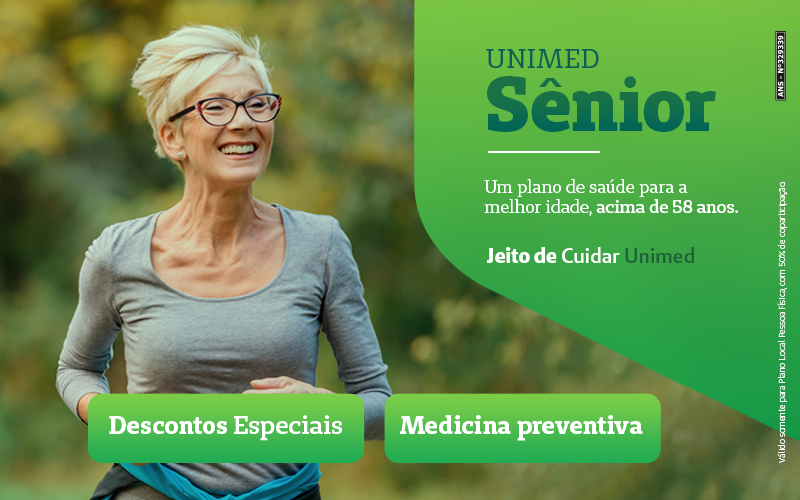 UNIMED
Sênior
Um plano de saúde para a
melhor idade, acima de 58 anos.
Jeito de Cuidar Unimed
Descontos Especiais
Medicina preventiva
ANS - Nº329339
Válido somente para Plano Local Pessoa Física, com 50% de coparticipação